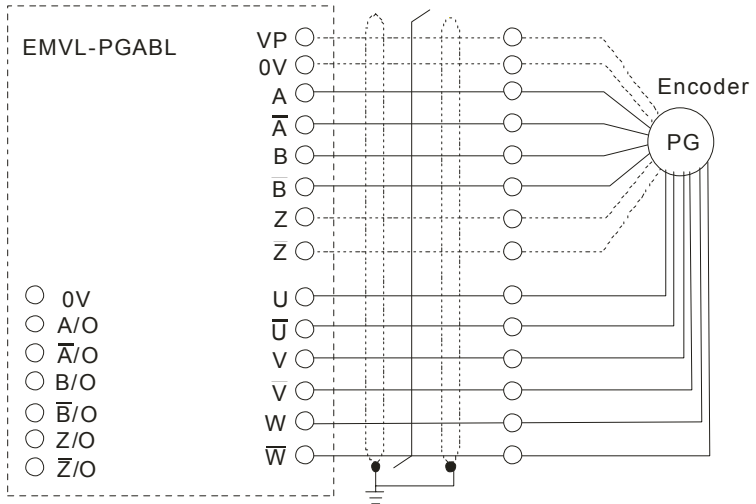 EMVL-PGABL
VP
0V
A
A̅
B
B̅
Z
Z̅
U
U̅
V
V̅
W
W̅
0V
A/O
A̅/O
B/O
B̅/O
Z/O
Z̅/O
Encoder
PG